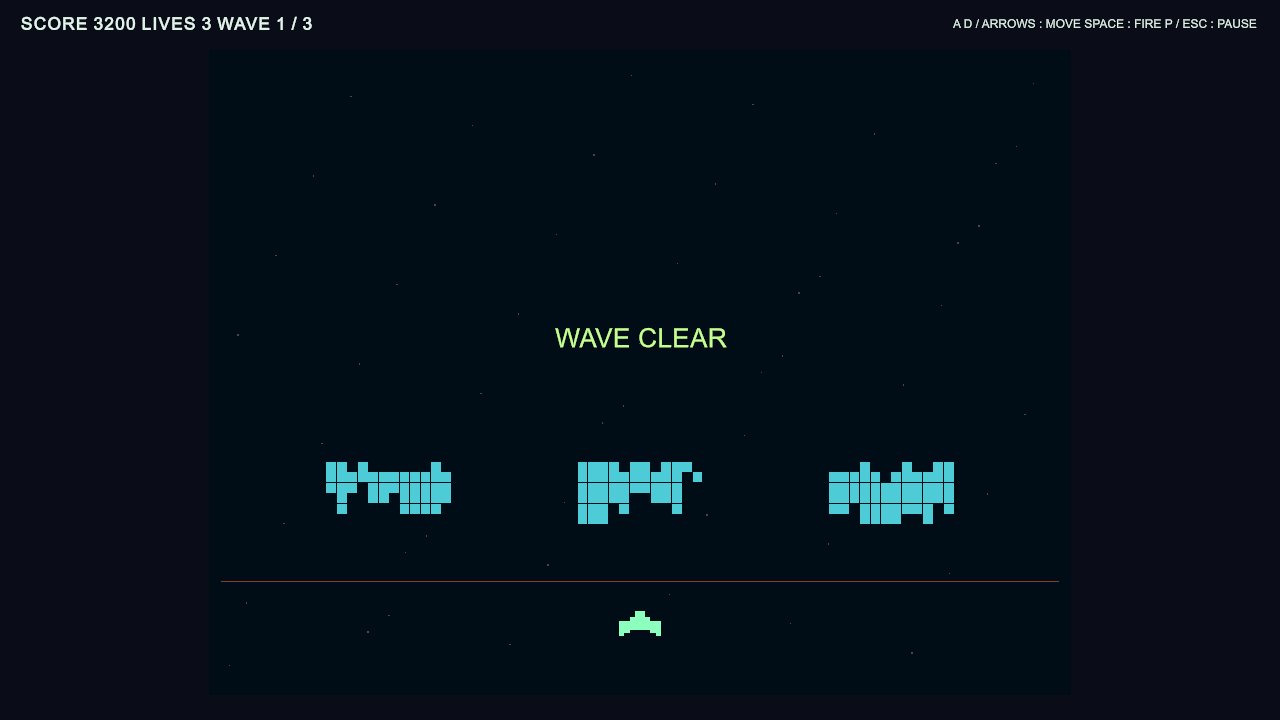 SCORE 3200 LIVES 3 WAVE 1 / 3
A D / ARROWS : MOVE SPACE : FIRE P / ESC : PAUSE
WAVE CLEAR